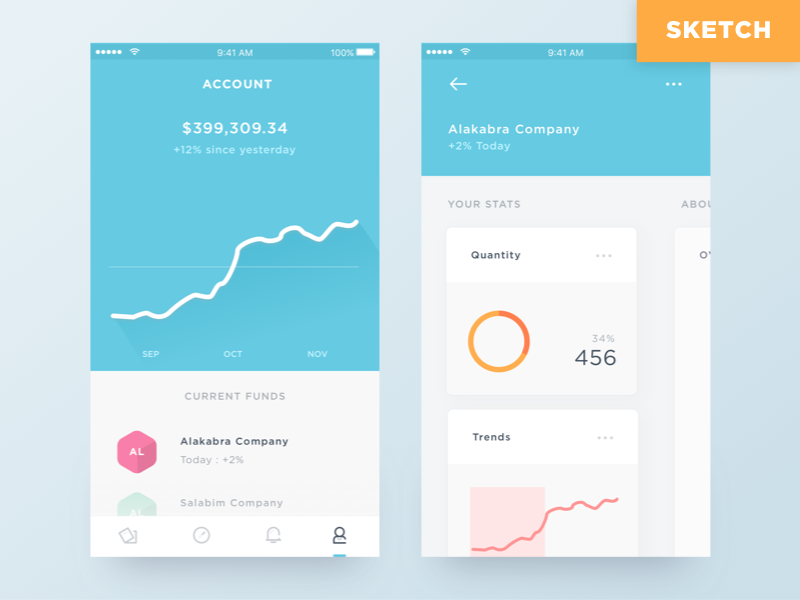 SKETCH
9:41 AM
100%
ACCOUNT
$399,309.34
+12% since yesterday
SEP OCT NOV
CURRENT FUNDS
AL
Alakabra Company
Today : +2%
AL
Salabim Company
9:41 AM
Alakabra Company
+2% Today
YOUR STATS
Quantity
34%
456
Trends